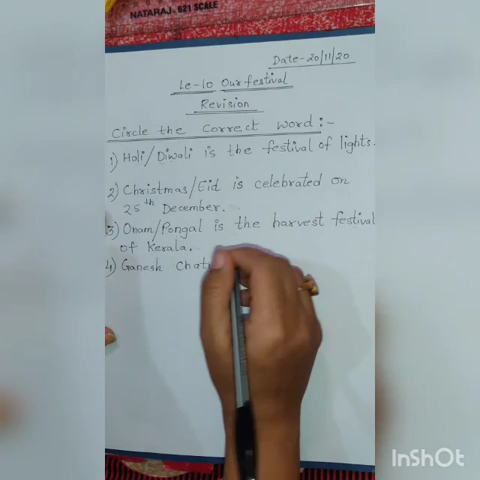 NATARAJ-621 SCALE
Date-20/11/20
Le-10 Our festival
Revision
Circle the correct word:-
1) Holi/Diwali is the festival of lights.
2) Christmas/Eid is celebrated on
25th December.
3) Onam/Pongal is the harvest festival
of Kerala.
4) Ganesh Chat
InShOt